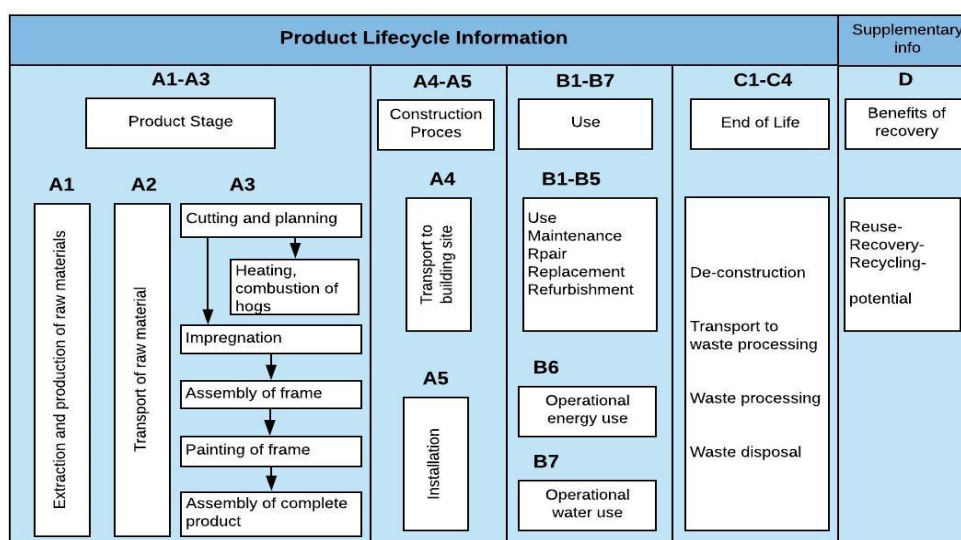 Product Lifecycle Information
Supplementary
info
A1-A3
Product Stage
A4-A5
Construction
Proces
B1-B7
Use
C1-C4
End of Life
D
Benefits of
recovery
A1
Extraction and production of raw materials
A2
Transport of raw material
A3
Cutting and planning
Heating,
combustion of
hogs
Impregnation
Assembly of frame
Painting of frame
Assembly of complete
product
A4
Transport to
building site
A5
Installation
B1-B5
Use
Maintenance
Rpair
Replacement
Refurbishment
B6
Operational
energy use
B7
Operational
water use
De-construction
Transport to
waste processing
Waste processing
Waste disposal
Reuse-
Recovery-
Recycling-
potential